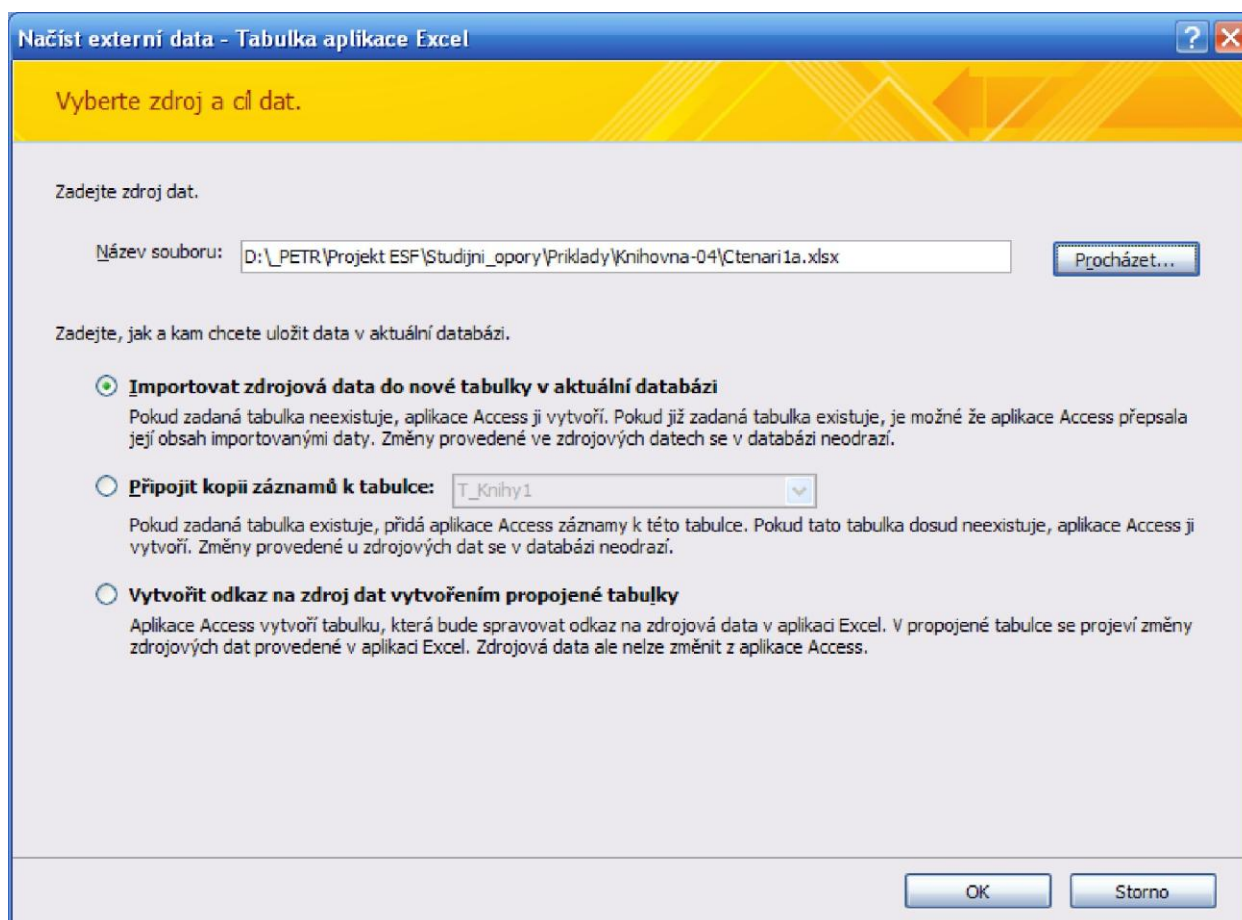 Načíst externí data - Tabulka aplikace Excel
Vyberte zdroj a cíl dat.
Zadejte zdroj dat.
Název souboru: D:\_PETR\Projekt ESF\Studijni_opory\Priklady\Knihovna-04\Ctenari1a.xlsx Procházet...
Zadejte, jak a kam chcete uložit data v aktuální databázi.
Importovat zdrojová data do nové tabulky v aktuální databázi
Pokud zadaná tabulka neexistuje, aplikace Access ji vytvoří. Pokud již zadaná tabulka existuje, je možné že aplikace Access přepsala
její obsah importovanými daty. Změny provedené ve zdrojových datech se v databázi neodrazí.
Připojit kopii záznamů k tabulce: T_Knihy1
Pokud zadaná tabulka existuje, přidá aplikace Access záznamy k této tabulce. Pokud tato tabulka dosud neexistuje, aplikace Access ji
vytvoří. Změny provedené u zdrojových dat se v databázi neodrazí.
Vytvořit odkaz na zdroj dat vytvořením propojené tabulky
Aplikace Access vytvoří tabulku, která bude spravovat odkaz na zdrojová data v aplikaci Excel. V propojené tabulce se projeví změny
zdrojových dat provedené v aplikaci Excel. Zdrojová data ale nelze změnit z aplikace Access.
OK Storno